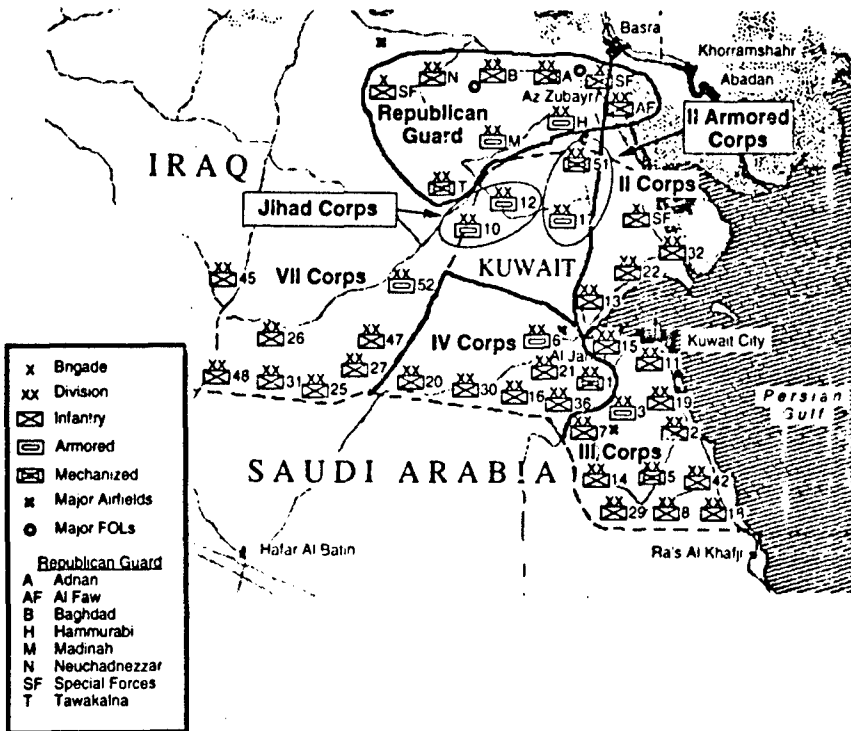 Basra
Khorramshahr
Abadan
N
B
A
SF
SF
AF
Az Zubayr
H
Republican
Guard
M
II Armored
Corps
IRAQ
T
51
II Corps
Jihad Corps
12
10
17
SF
KUWAIT
32
22
VII Corps
45
52
13
26
47
IV Corps
6
15
Kuwait City
Al Jah
11
48
31
25
27
20
30
16
21
36
1
3
19
2
7
III Corps
Persian
Gulf
SAUDI ARABIA
14
5
42
29
8
18
Hafar Al Batin
Ra's Al Khafji
x Brigade
xx Division
Infantry
Armored
Mechanized
Major Airfields
Major FOLs
Republican Guard
A Adnan
AF Al Faw
B Baghdad
H Hammurabi
M Madinah
N Neuchadnezzar
SF Special Forces
T Tawakalna